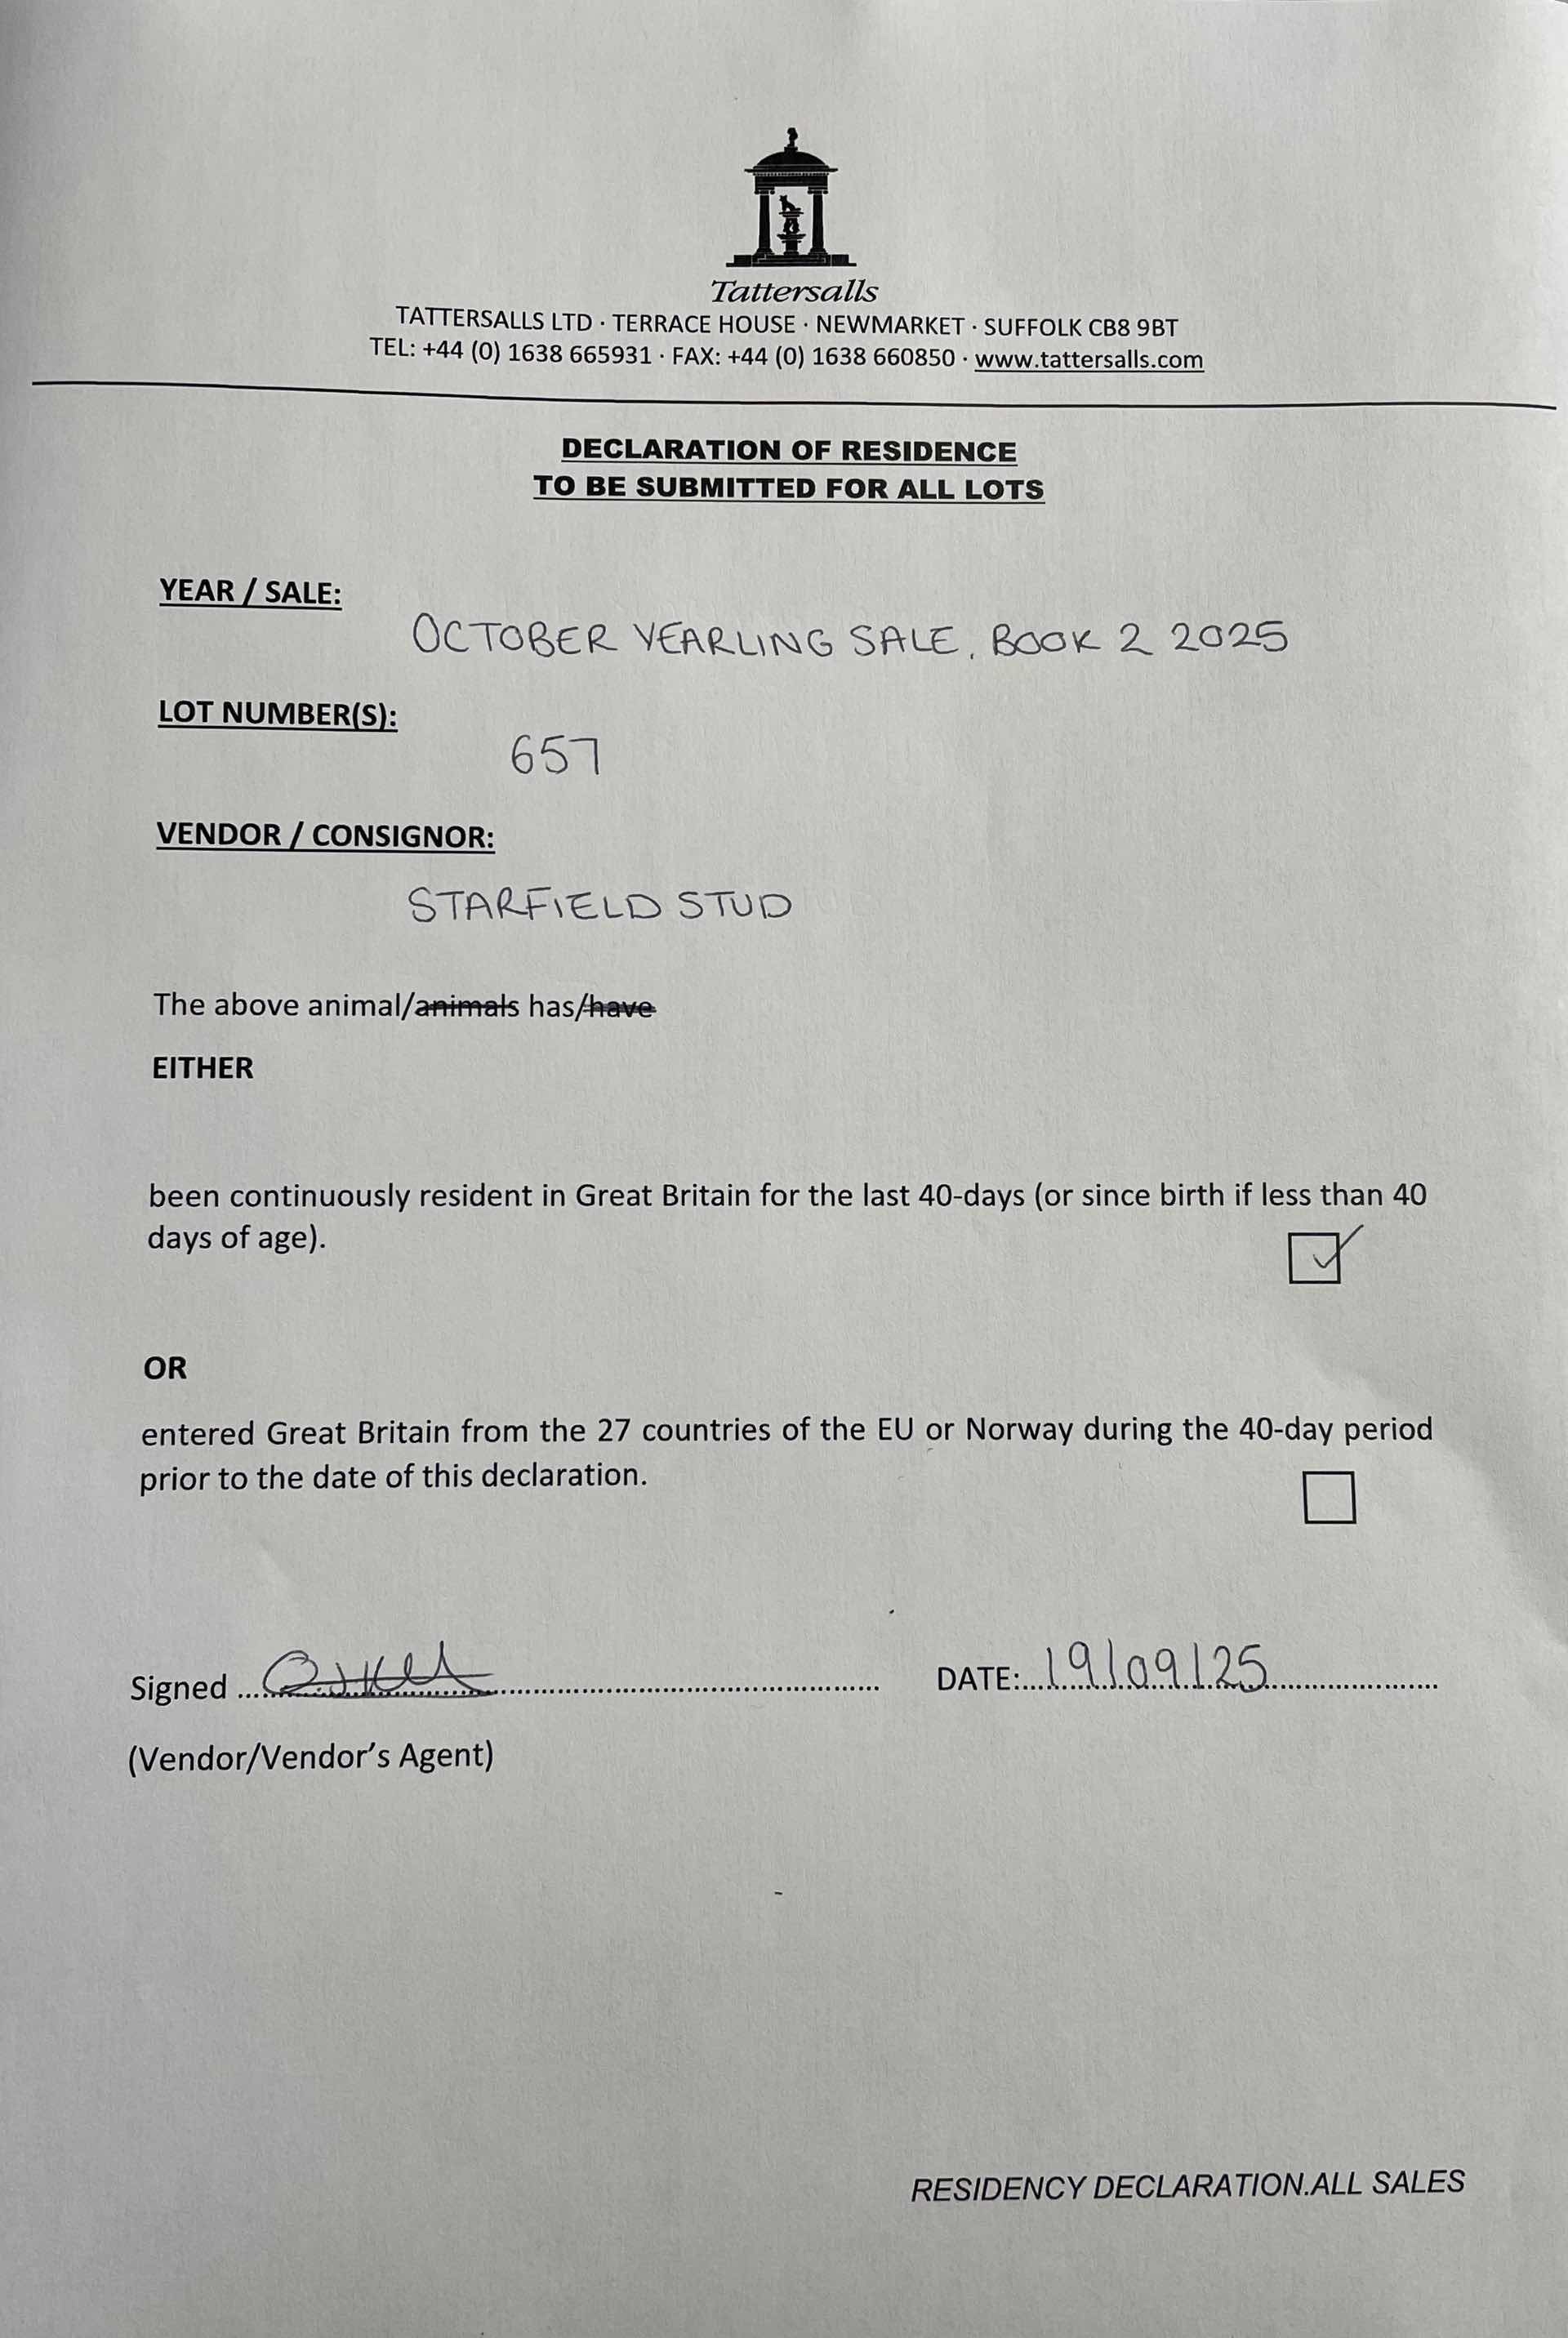 Tattersalls
TATTERSALLS LTD · TERRACE HOUSE · NEWMARKET · SUFFOLK CB8 9BT
TEL: +44 (0) 1638 665931 · FAX: +44 (0) 1638 660850 · www.tattersalls.com
DECLARATION OF RESIDENCE
TO BE SUBMITTED FOR ALL LOTS
YEAR / SALE:
OCTOBER YEARLING SALE, BOOK 2 2025
LOT NUMBER(S):
657
VENDOR / CONSIGNOR:
STARFIELD STUD
The above animal/animals has/have
EITHER
been continuously resident in Great Britain for the last 40-days (or since birth if less than 40
days of age).
OR
entered Great Britain from the 27 countries of the EU or Norway during the 40-day period
prior to the date of this declaration.
Signed DATE: 19/09/25
(Vendor/Vendor's Agent)
RESIDENCY DECLARATION.ALL SALES